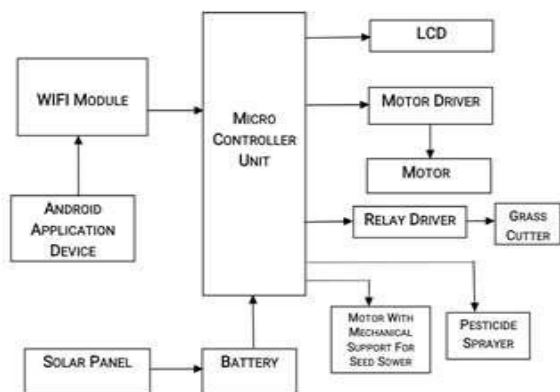 LCD
WIFI MODULE
MICRO
CONTROLLER
UNIT
MOTOR DRIVER
MOTOR
ANDROID
APPLICATION
DEVICE
RELAY DRIVER
GRASS
CUTTER
MOTOR WITH
MECHANICAL
SUPPORT FOR
SEED SOWER
PESTICIDE
SPRAYER
SOLAR PANEL
BATTERY